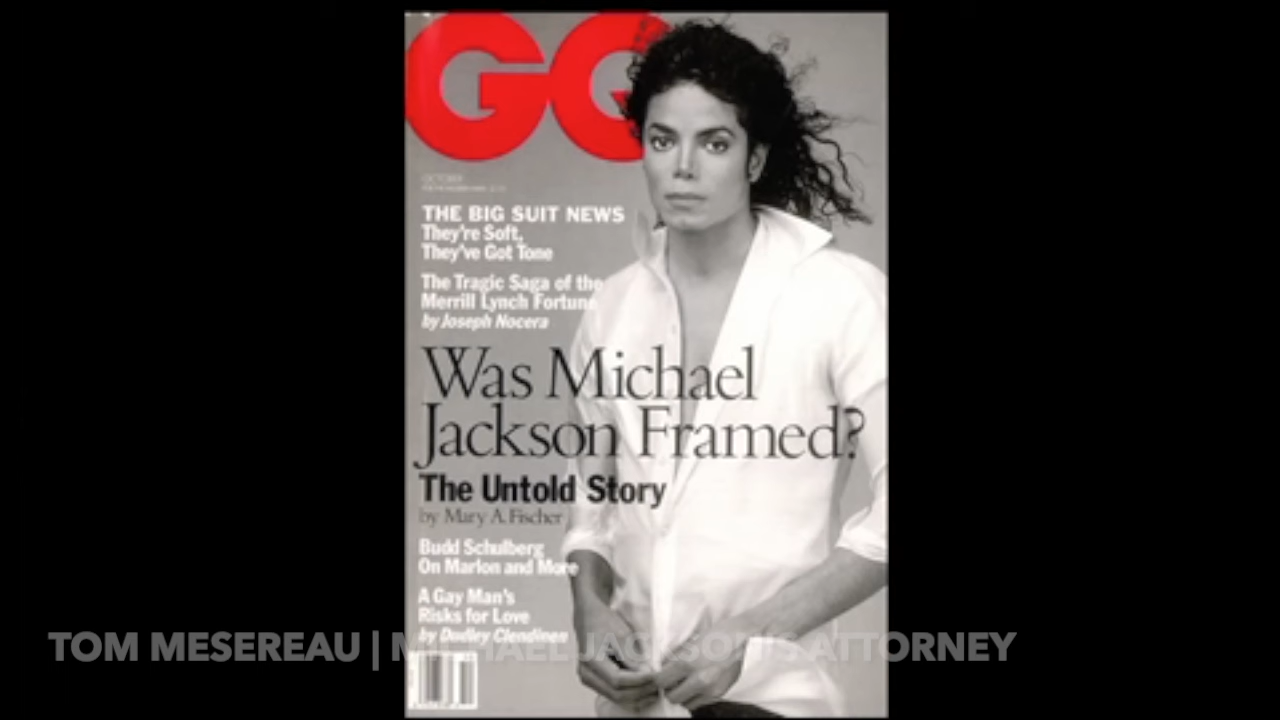 GQ
OCTOBER
THE BIG SUIT NEWS
They're Soft,
They've Got Tone
The Tragic Saga of the
Merrill Lynch Fortune
by Joseph Nocera
Was Michael
Jackson Framed?
The Untold Story
by Mary A. Fischer
Budd Schulberg
On Marlon and More
A Gay Man's
Risks for Love
by Dudley Clendinen
TOM MESEREAU | MICHAEL JACKSON'S ATTORNEY